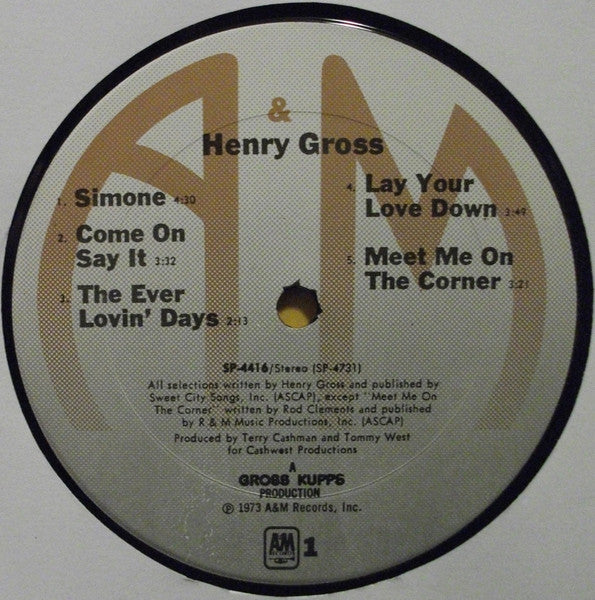 &
Henry Gross
1. Simone 4:30
2. Come On
Say It 3:32
3. The Ever
Lovin' Days 2:13
4. Lay Your
Love Down 3:49
5. Meet Me On
The Corner 3:21
SP-4416/Stereo (SP-4731)
All selections written by Henry Gross and published by
Sweet City Songs, Inc. (ASCAP), except "Meet Me On
The Corner" written by Rod Clements and published
by R & M Music Productions, Inc. (ASCAP)
Produced by Terry Cashman and Tommy West
for Cashwest Productions
A
GROSS KUPPS
PRODUCTION
℗ 1973 A&M Records, Inc.
A&M
RECORDS
1